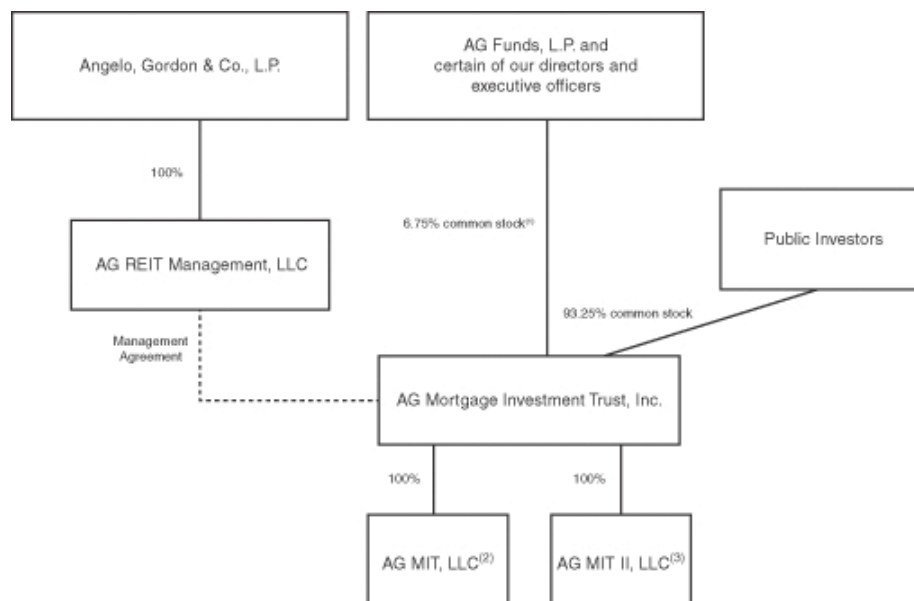 Angelo, Gordon & Co., L.P.
AG Funds, L.P. and
certain of our directors and
executive officers
100%
6.75% common stock
Public Investors
AG REIT Management, LLC
93.25% common stock
Management
Agreement
AG Mortgage Investment Trust, Inc.
100%
100%
AG MIT, LLC(2)
AG MIT II, LLC(3)